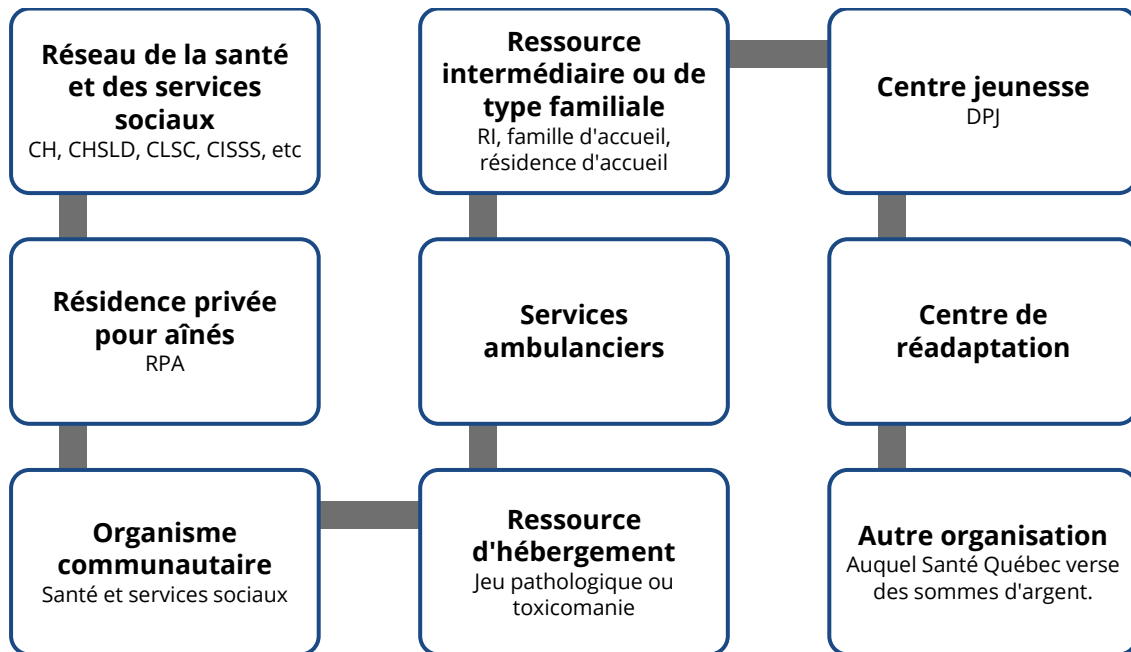 Réseau de la santé
et des services
sociaux
CH, CHSLD, CLSC, CISSS, etc
Résidence privée
pour aînés
RPA
Organisme
communautaire
Santé et services sociaux
Ressource
d'hébergement
Jeu pathologique ou
toxicomanie
Services
ambulanciers
Ressource
intermédiaire ou de
type familiale
RI, famille d'accueil,
résidence d'accueil
Centre jeunesse
DPJ
Centre de
réadaptation
Autre organisation
Auquel Santé Québec verse
des sommes d'argent.